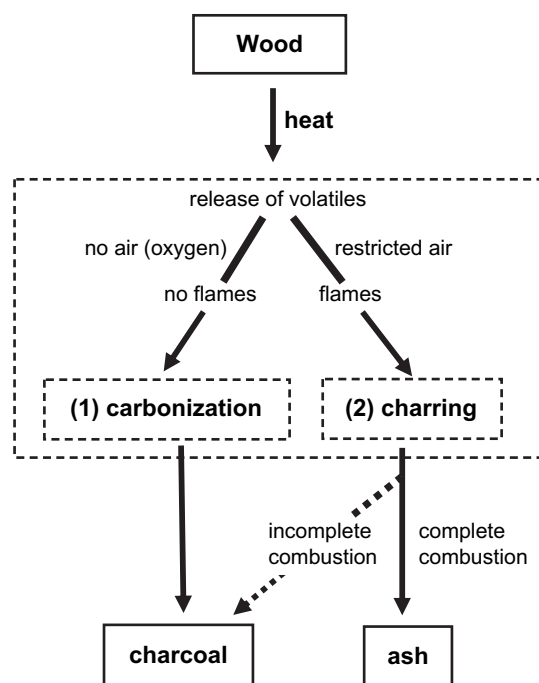 Wood
heat
release of volatiles
no air (oxygen)
restricted air
no flames
flames
(1) carbonization
(2) charring
incomplete
combustion
complete
combustion
charcoal
ash